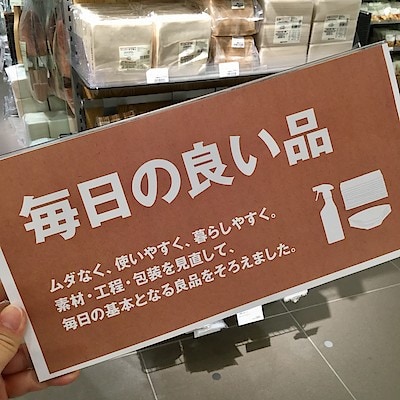 毎日の良い品
ムダなく、使いやすく、暮らしやすく。
素材・工程・包装を見直して、
毎日の基本となる良品をそろえました。